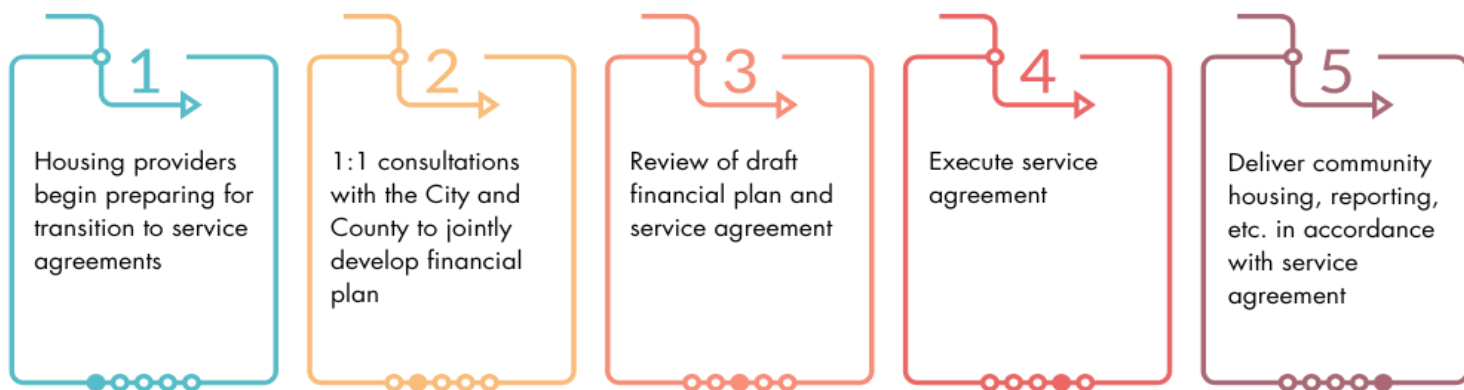 1
Housing providers
begin preparing for
transition to service
agreements
2
1:1 consultations
with the City and
County to jointly
develop financial
plan
3
Review of draft
financial plan and
service agreement
4
Execute service
agreement
5
Deliver community
housing, reporting,
etc. in accordance
with service
agreement